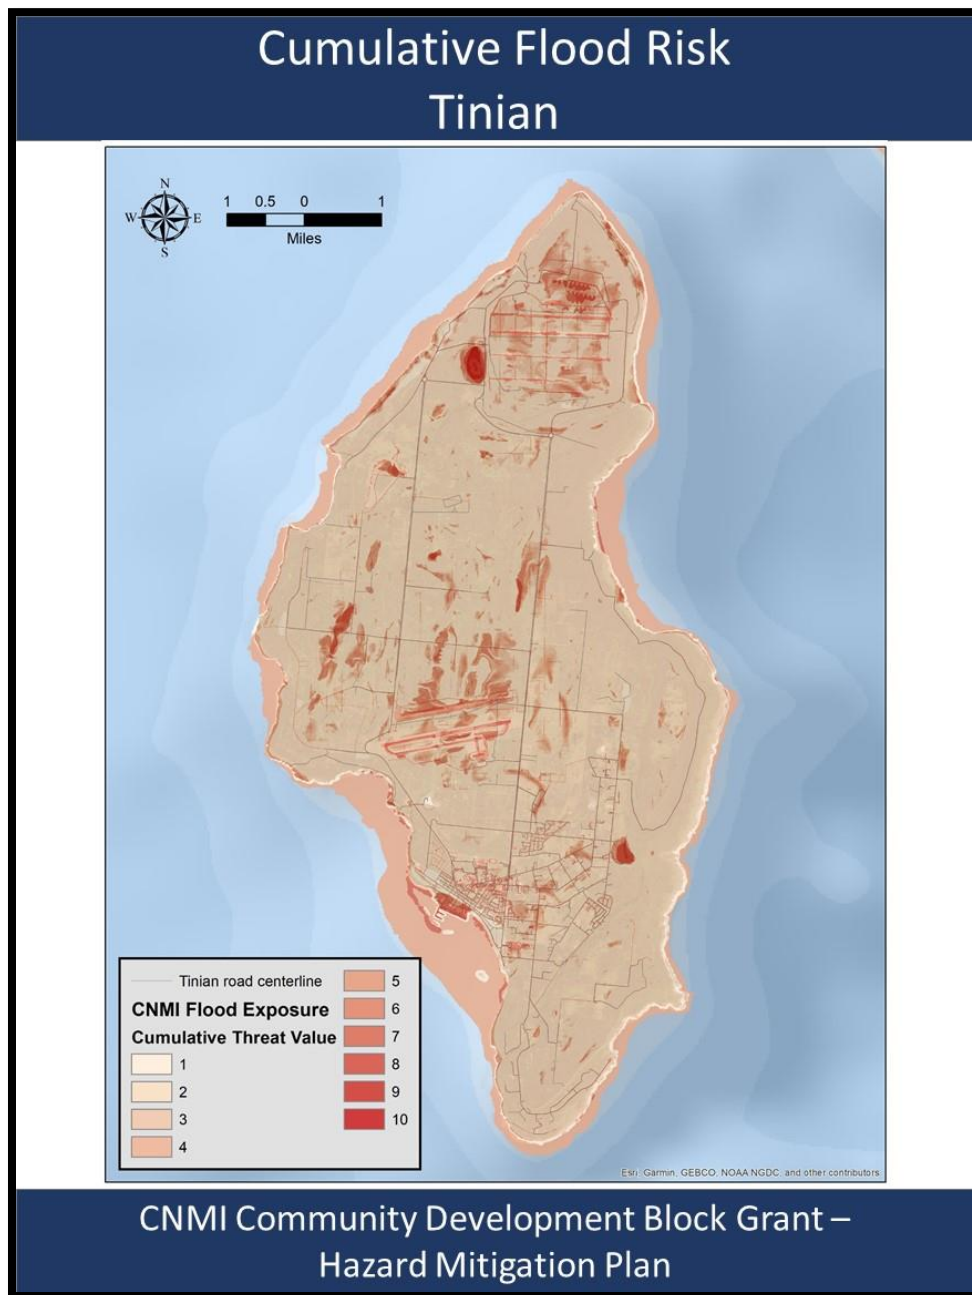 Cumulative Flood Risk
Tinian
N
W E
S
1 0.5 0 1
Miles
Tinian road centerline
CNMI Flood Exposure
Cumulative Threat Value
1
2
3
4
5
6
7
8
9
10
Esri, Garmin, GEBCO, NOAA NGDC, and other contributors
CNMI Community Development Block Grant –
Hazard Mitigation Plan